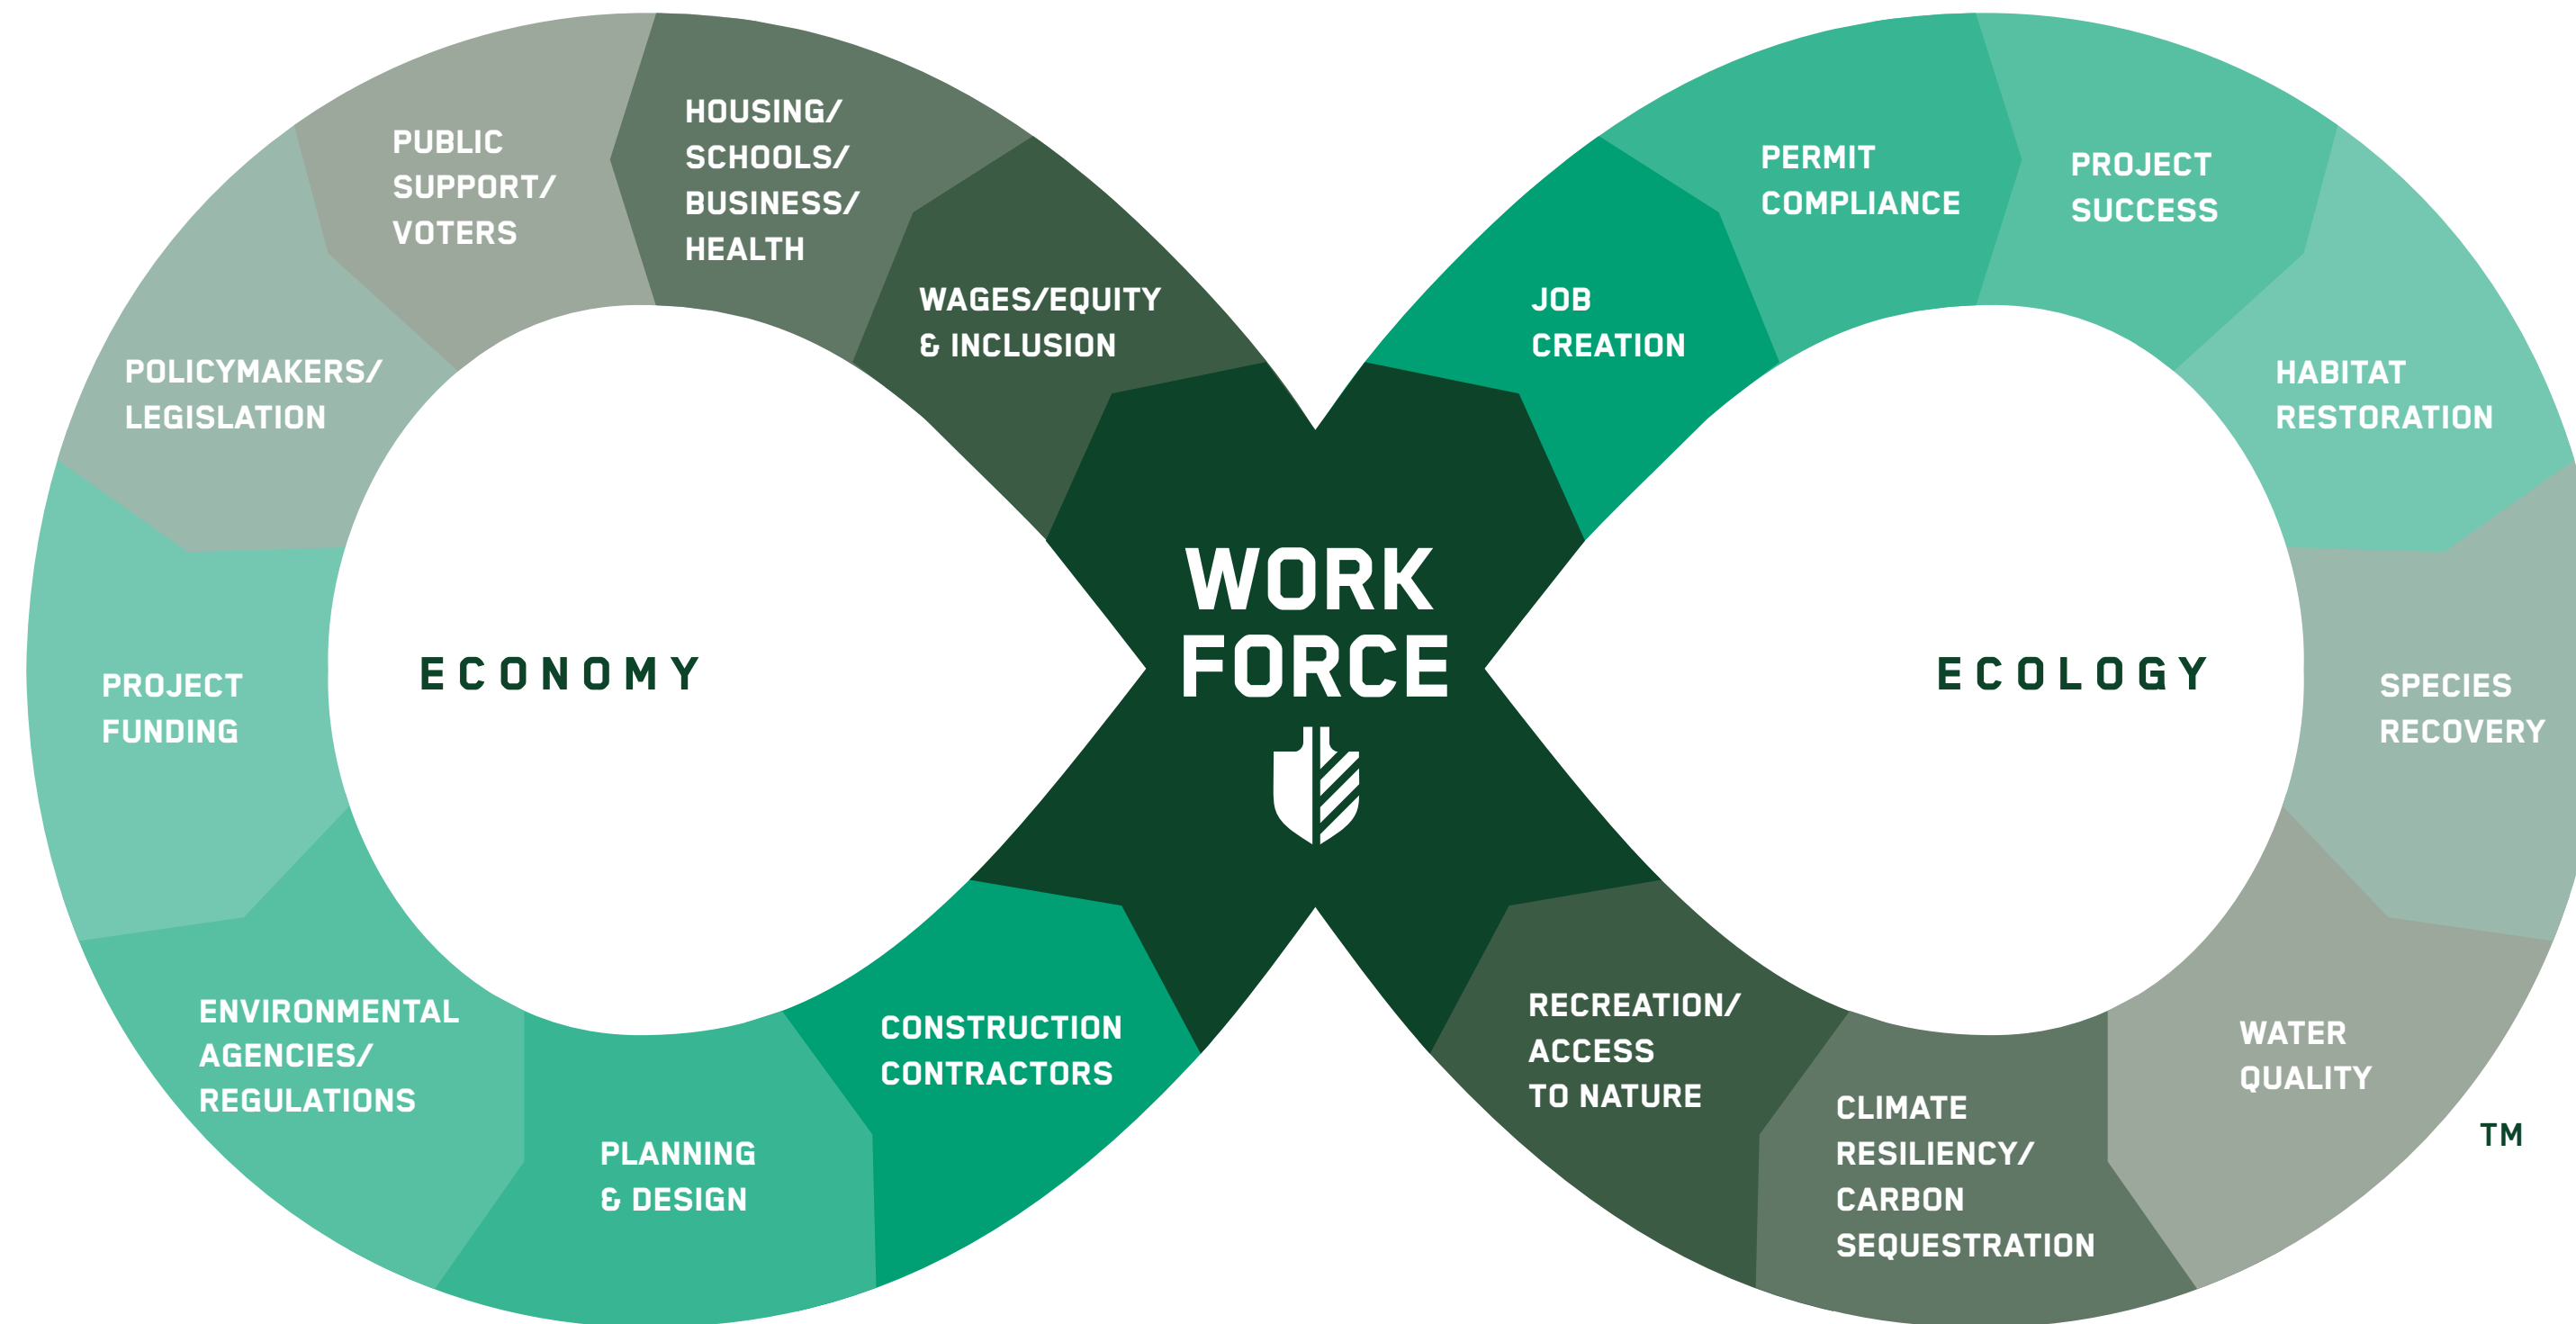 PUBLIC
SUPPORT/
VOTERS
HOUSING/
SCHOOLS/
BUSINESS/
HEALTH
WAGES/EQUITY
& INCLUSION
POLICYMAKERS/
LEGISLATION
PROJECT
FUNDING
ECONOMY
ENVIRONMENTAL
AGENCIES/
REGULATIONS
PLANNING
& DESIGN
CONSTRUCTION
CONTRACTORS
WORK
FORCE
JOB
CREATION
PERMIT
COMPLIANCE
PROJECT
SUCCESS
HABITAT
RESTORATION
ECOLOGY
SPECIES
RECOVERY
WATER
QUALITY
CLIMATE
RESILIENCY/
CARBON
SEQUESTRATION
RECREATION/
ACCESS
TO NATURE
TM